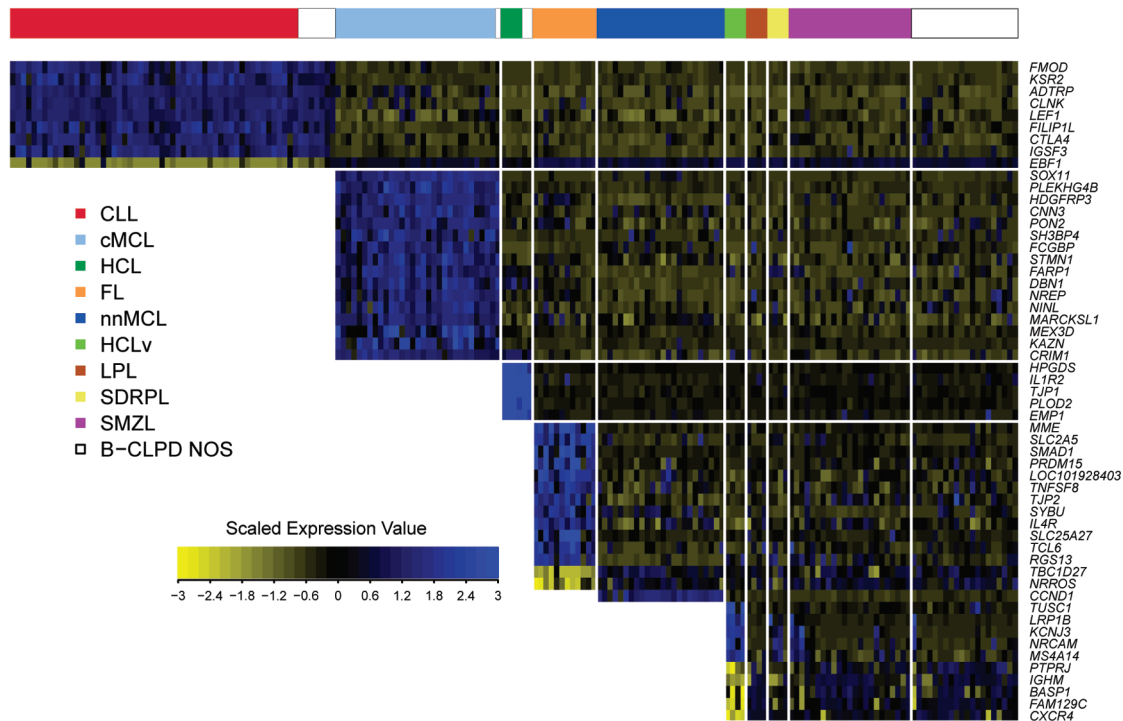 FMOD
KSR2
ADTRP
CLNK
LEF1
FILIP1L
CTLA4
IGSF3
EBF1
SOX11
PLEKHG4B
HDGFRP3
CNN3
PON2
SH3BP4
FCGBP
STMN1
FARP1
DBN1
NREP
NINL
MARCKSL1
MEX3D
KAZN
CRIM1
HPGDS
IL1R2
TJP1
PLOD2
EMP1
MME
SLC2A5
SMAD1
PRDM15
LOC101928403
TNFSF8
TJP2
SYBU
IL4R
SLC25A27
TCL6
RGS13
TBC1D27
NRROS
CCND1
TUSC1
LRP1B
KCNJ3
NRCAM
MS4A14
PTPRJ
IGHM
BASP1
FAM129C
CXCR4
CLL
cMCL
HCL
FL
nnMCL
HCLv
LPL
SDRPL
SMZL
B−CLPD NOS
Scaled Expression Value
−3 −2.4 −1.8 −1.2 −0.6 0 0.6 1.2 1.8 2.4 3